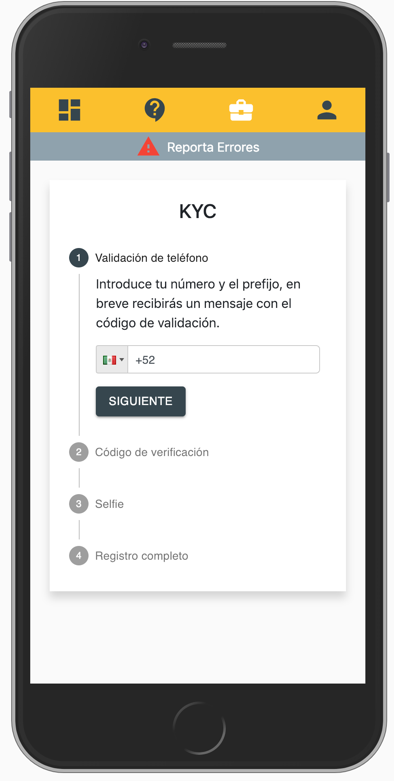 Reporta Errores
KYC
1 Validación de teléfono
Introduce tu número y el prefijo, en
breve recibirás un mensaje con el
código de validación.
+52
SIGUIENTE
2 Código de verificación
3 Selfie
4 Registro completo